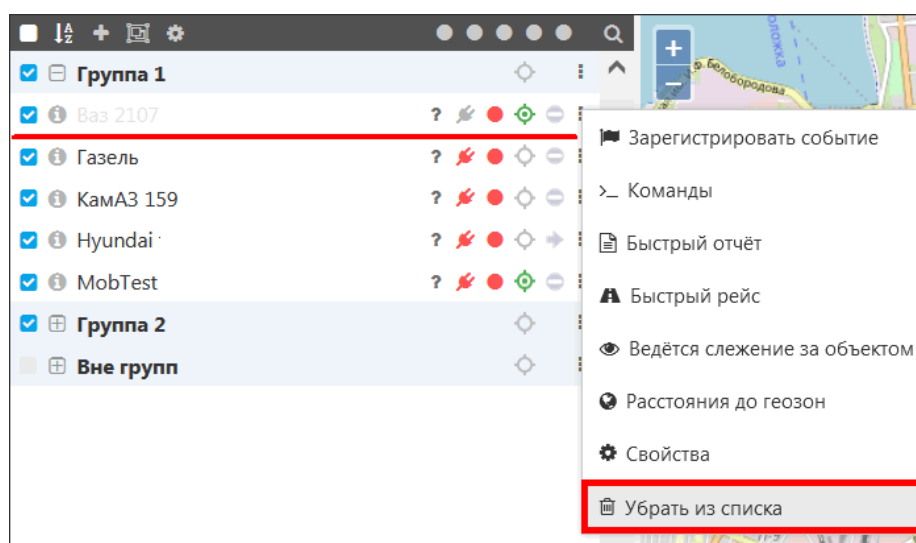 Группа 1
Ваз 2107
Газель
КамАЗ 159
Hyundai
MobTest
Группа 2
Вне групп
Зарегистрировать событие
Команды
Быстрый отчёт
Быстрый рейс
Ведётся слежение за объектом
Расстояния до геозон
Свойства
Убрать из списка
Белобородова